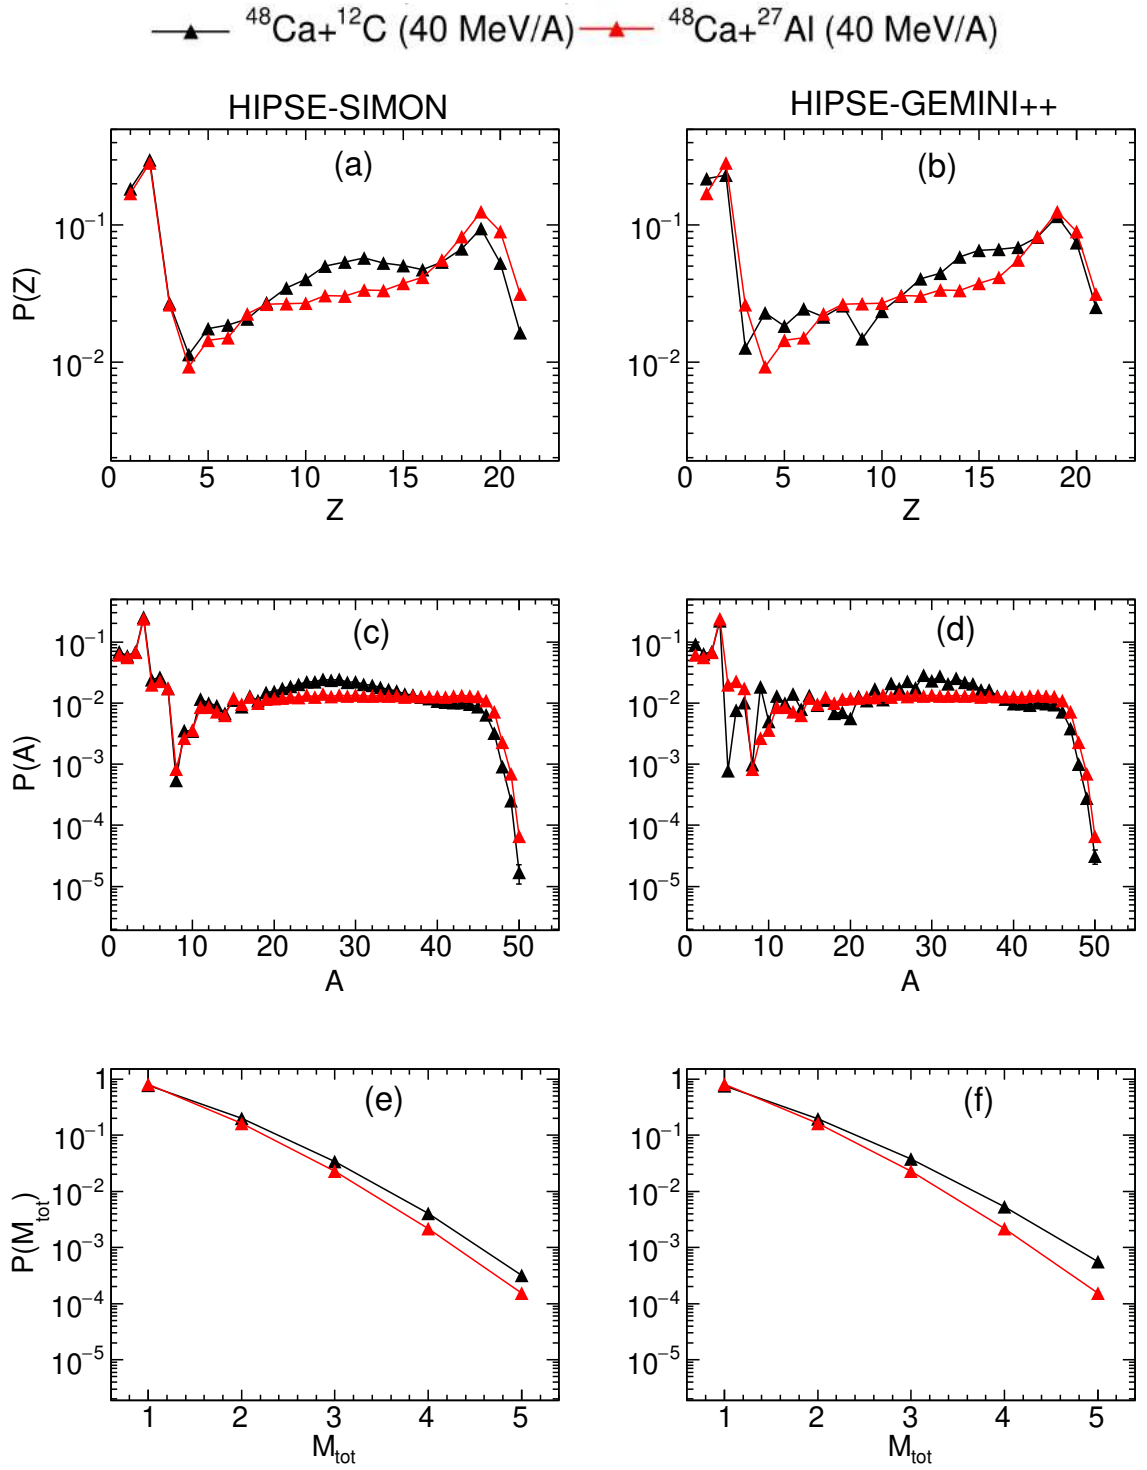 ⁴⁸Ca+¹²C (40 MeV/A) ⁴⁸Ca+²⁷Al (40 MeV/A)
HIPSE-SIMON HIPSE-GEMINI++
(a) (b)
10⁻¹ 10⁻¹
P(Z)
10⁻² 10⁻²
0 5 10 15 20 0 5 10 15 20
Z Z
(c) (d)
10⁻¹ 10⁻¹
10⁻² 10⁻²
P(A)
10⁻³ 10⁻³
10⁻⁴ 10⁻⁴
10⁻⁵ 10⁻⁵
0 10 20 30 40 50 0 10 20 30 40 50
A A
1 (e) 1 (f)
10⁻¹ 10⁻¹
10⁻² 10⁻²
P(M_tot)
10⁻³ 10⁻³
10⁻⁴ 10⁻⁴
10⁻⁵ 10⁻⁵
1 2 3 4 5 1 2 3 4 5
M_tot M_tot